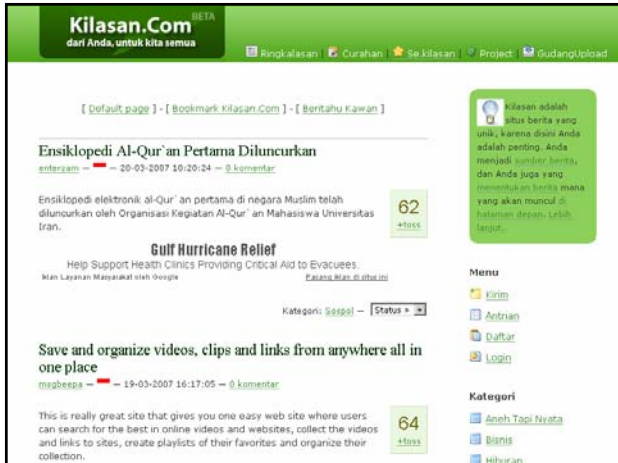 Kilasan.Com BETA
dari Anda, untuk kita semua
Ringkalasan | Curahan | Se.kilasan | Project | GudangUpload
[ Default page ] - [ Bookmark Kilasan.Com ] - [ Beritahu Kawan ]
Ensiklopedi Al-Qur`an Pertama Diluncurkan
enterzam — — 20-03-2007 10:20:24 — 0 komentar
Ensiklopedi elektronik al-Qur`an pertama di negara Muslim telah
diluncurkan oleh Organisasi Kegiatan Al-Qur`an Mahasiswa Universitas
Iran.
62
+toss
Gulf Hurricane Relief
Help Support Health Clinics Providing Critical Aid to Evacuees.
Iklan Layanan Masyarakat oleh Google
Pasang iklan di situs ini
Kategori: Sospol — Status »
Save and organize videos, clips and links from anywhere all in
one place
msgbeepa — — 19-03-2007 16:17:05 — 0 komentar
This is really great site that gives you one easy web site where users
can search for the best in online videos and websites, collect the videos
and links to sites, create playlists of their favorites and organize their
collection.
64
+toss
Kilasan adalah
situs berita yang
unik, karena disini Anda
adalah penting. Anda
menjadi sumber berita,
dan Anda juga yang
menentukan berita mana
yang akan muncul di
halaman depan. Lebih
lanjut..
Menu
Kirim
Antrian
Daftar
Login
Kategori
Aneh Tapi Nyata
Bisnis
Hiburan